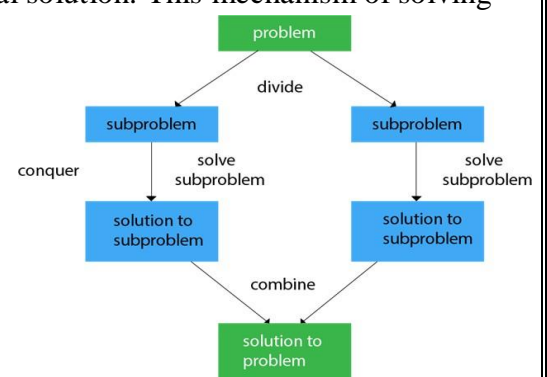 al solution. This mechanism of solving
problem
divide
subproblem
subproblem
conquer
solve
subproblem
solve
subproblem
solution to
subproblem
solution to
subproblem
combine
solution to
problem